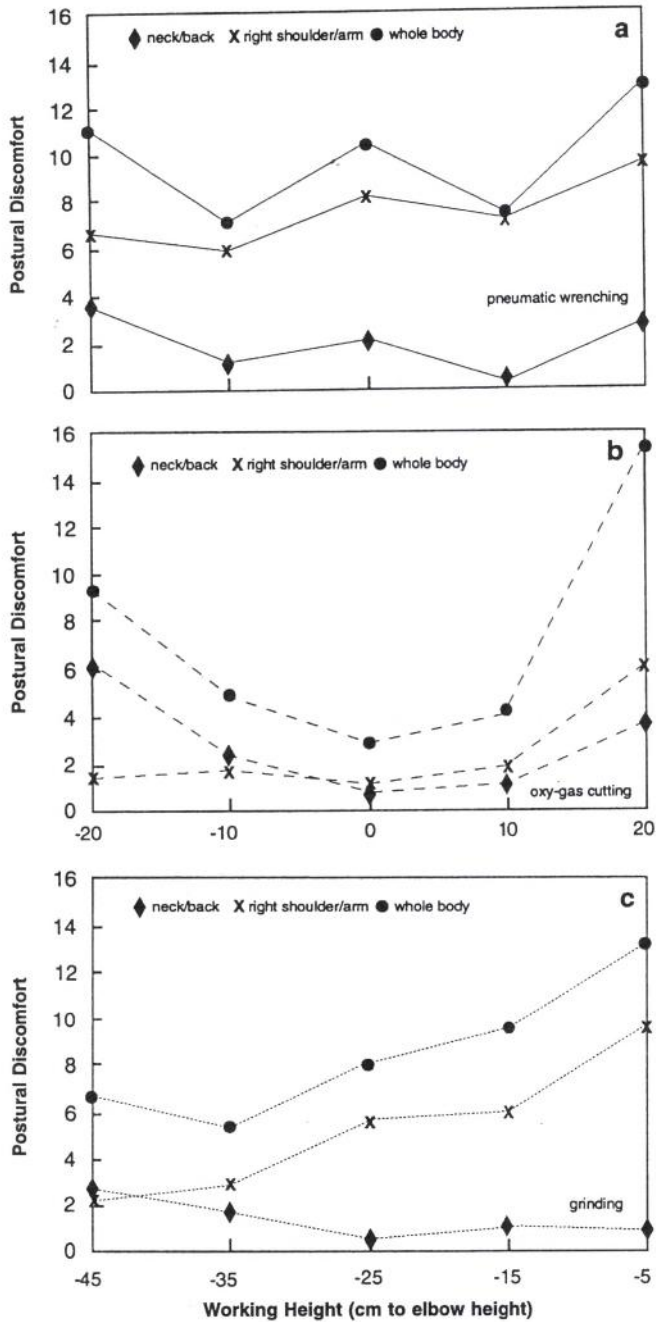 16
14
12
10
8
6
4
2
0
Postural Discomfort
neck/back right shoulder/arm whole body
a
pneumatic wrenching
16
14
12
10
8
6
4
2
0
Postural Discomfort
neck/back right shoulder/arm whole body
b
oxy-gas cutting
-20 -10 0 10 20
16
14
12
10
8
6
4
2
0
Postural Discomfort
neck/back right shoulder/arm whole body
c
grinding
-45 -35 -25 -15 -5
Working Height (cm to elbow height)